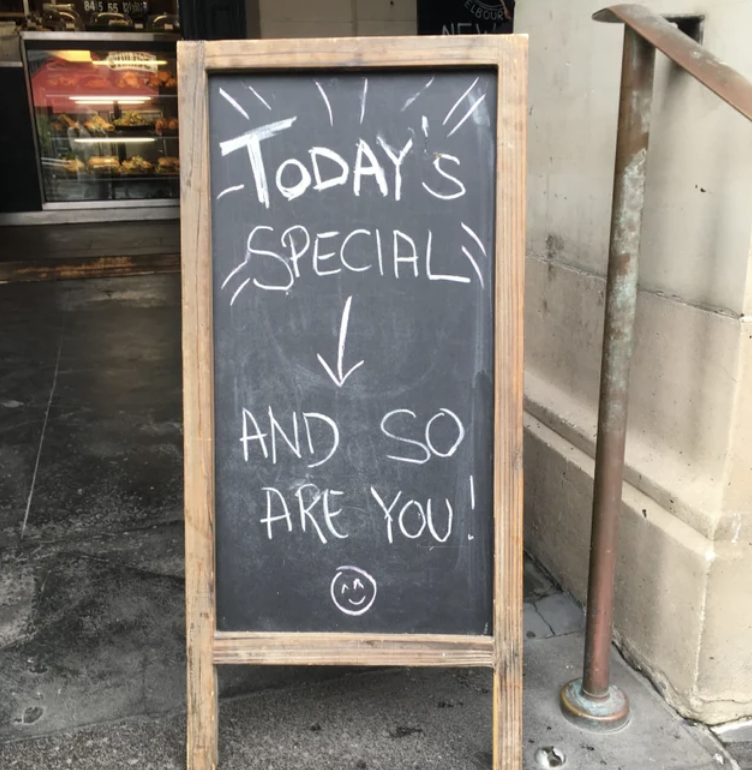 TODAY'S
SPECIAL
AND SO
ARE YOU!